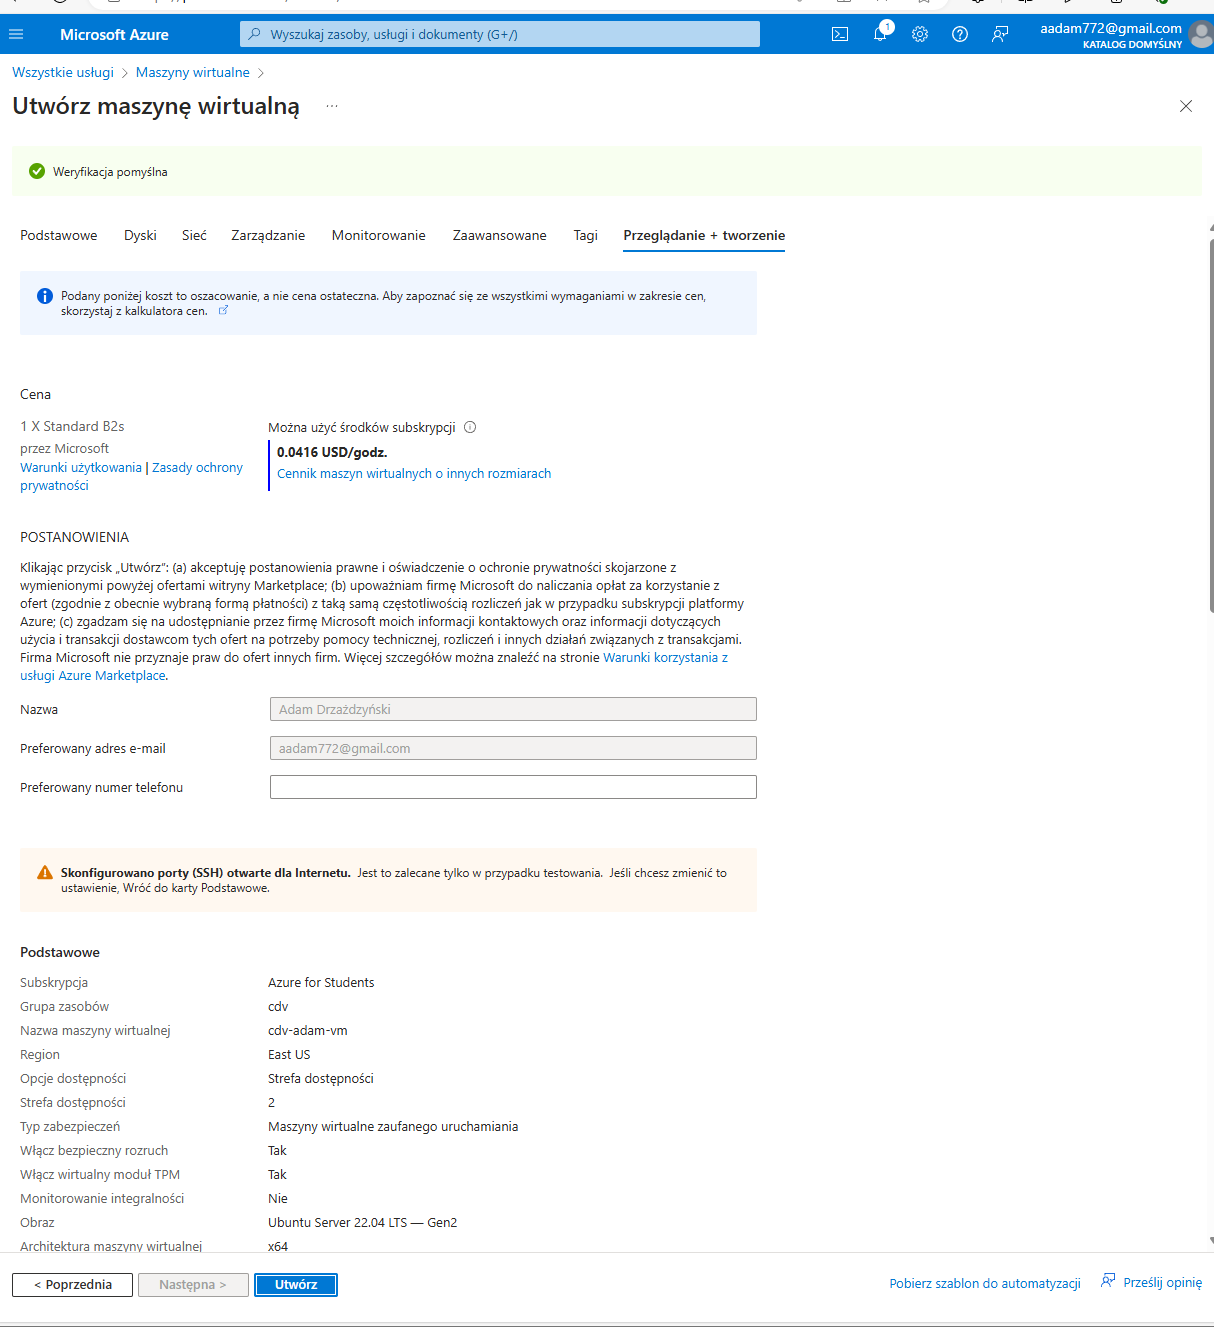 Microsoft Azure
Wyszukaj zasoby, usługi i dokumenty (G+/)
1
aadam772@gmail.com
KATALOG DOMYŚLNY
Wszystkie usługi > Maszyny wirtualne >
Utwórz maszynę wirtualną ...
Weryfikacja pomyślna
Podstawowe Dyski Sieć Zarządzanie Monitorowanie Zaawansowane Tagi Przeglądanie + tworzenie
Podany poniżej koszt to oszacowanie, a nie cena ostateczna. Aby zapoznać się ze wszystkimi wymaganiami w zakresie cen,
skorzystaj z kalkulatora cen.
Cena
1 X Standard B2s
przez Microsoft
Warunki użytkowania | Zasady ochrony
prywatności
Można użyć środków subskrypcji
0.0416 USD/godz.
Cennik maszyn wirtualnych o innych rozmiarach
POSTANOWIENIA
Klikając przycisk „Utwórz”: (a) akceptuję postanowienia prawne i oświadczenie o ochronie prywatności skojarzone z
wymienionymi powyżej ofertami witryny Marketplace; (b) upoważniam firmę Microsoft do naliczania opłat za korzystanie z
ofert (zgodnie z obecnie wybraną formą płatności) z taką samą częstotliwością rozliczeń jak w przypadku subskrypcji platformy
Azure; (c) zgadzam się na udostępnianie przez firmę Microsoft moich informacji kontaktowych oraz informacji dotyczących
użycia i transakcji dostawcom tych ofert na potrzeby pomocy technicznej, rozliczeń i innych działań związanych z transakcjami.
Firma Microsoft nie przyznaje praw do ofert innych firm. Więcej szczegółów można znaleźć na stronie Warunki korzystania z
usługi Azure Marketplace.
Nazwa Adam Drzażdzyński
Preferowany adres e-mail aadam772@gmail.com
Preferowany numer telefonu
Skonfigurowano porty (SSH) otwarte dla Internetu. Jest to zalecane tylko w przypadku testowania. Jeśli chcesz zmienić to
ustawienie, Wróć do karty Podstawowe.
Podstawowe
Subskrypcja Azure for Students
Grupa zasobów cdv
Nazwa maszyny wirtualnej cdv-adam-vm
Region East US
Opcje dostępności Strefa dostępności
Strefa dostępności 2
Typ zabezpieczeń Maszyny wirtualne zaufanego uruchamiania
Włącz bezpieczny rozruch Tak
Włącz wirtualny moduł TPM Tak
Monitorowanie integralności Nie
Obraz Ubuntu Server 22.04 LTS — Gen2
Architektura maszyny wirtualnej x64
< Poprzednia Następna > Utwórz Pobierz szablon do automatyzacji Prześlij opinię